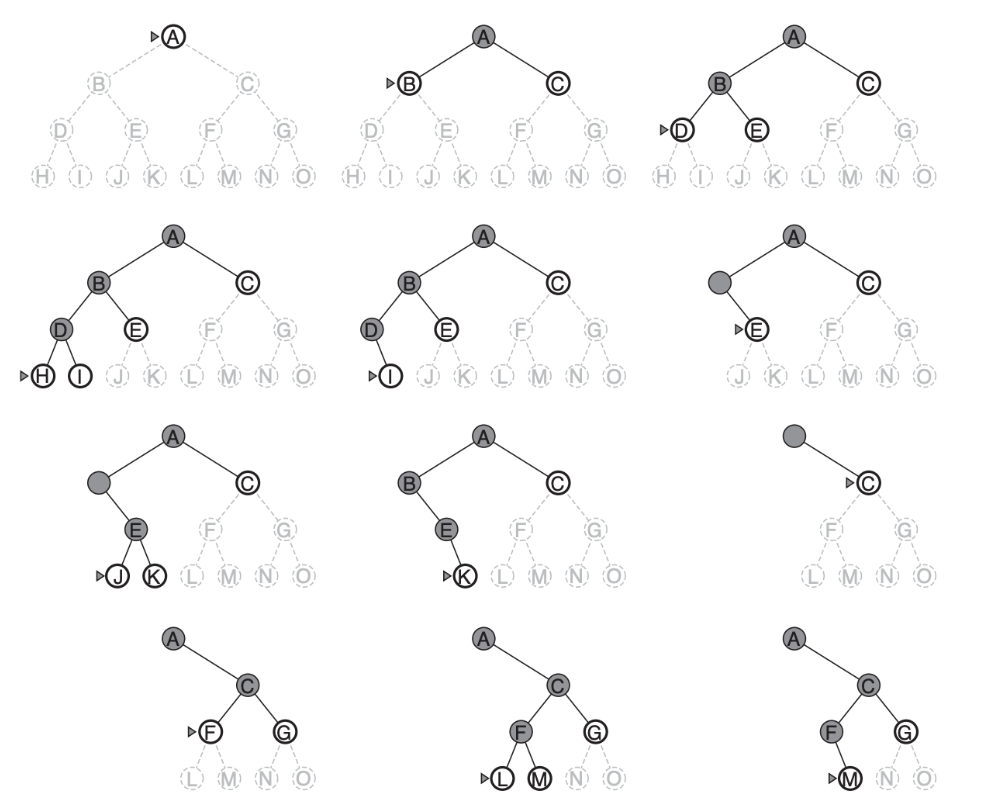 A A A
B C B C B C
D E F G D E F G D E F G
H I J K L M N O H I J K L M N O H I J K L M N O
A A A
B C B C C
D E F G D E F G E F G
H I J K L M N O I J K L M N O J K L M N O
A A
C B C C
E F G E F G F G
J K L M N O K L M N O L M N O
A A A
C C C
F G F G F G
L M N O L M N O M N O